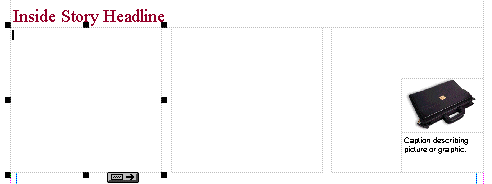 Inside Story Headline
Caption describing
picture or graphic.